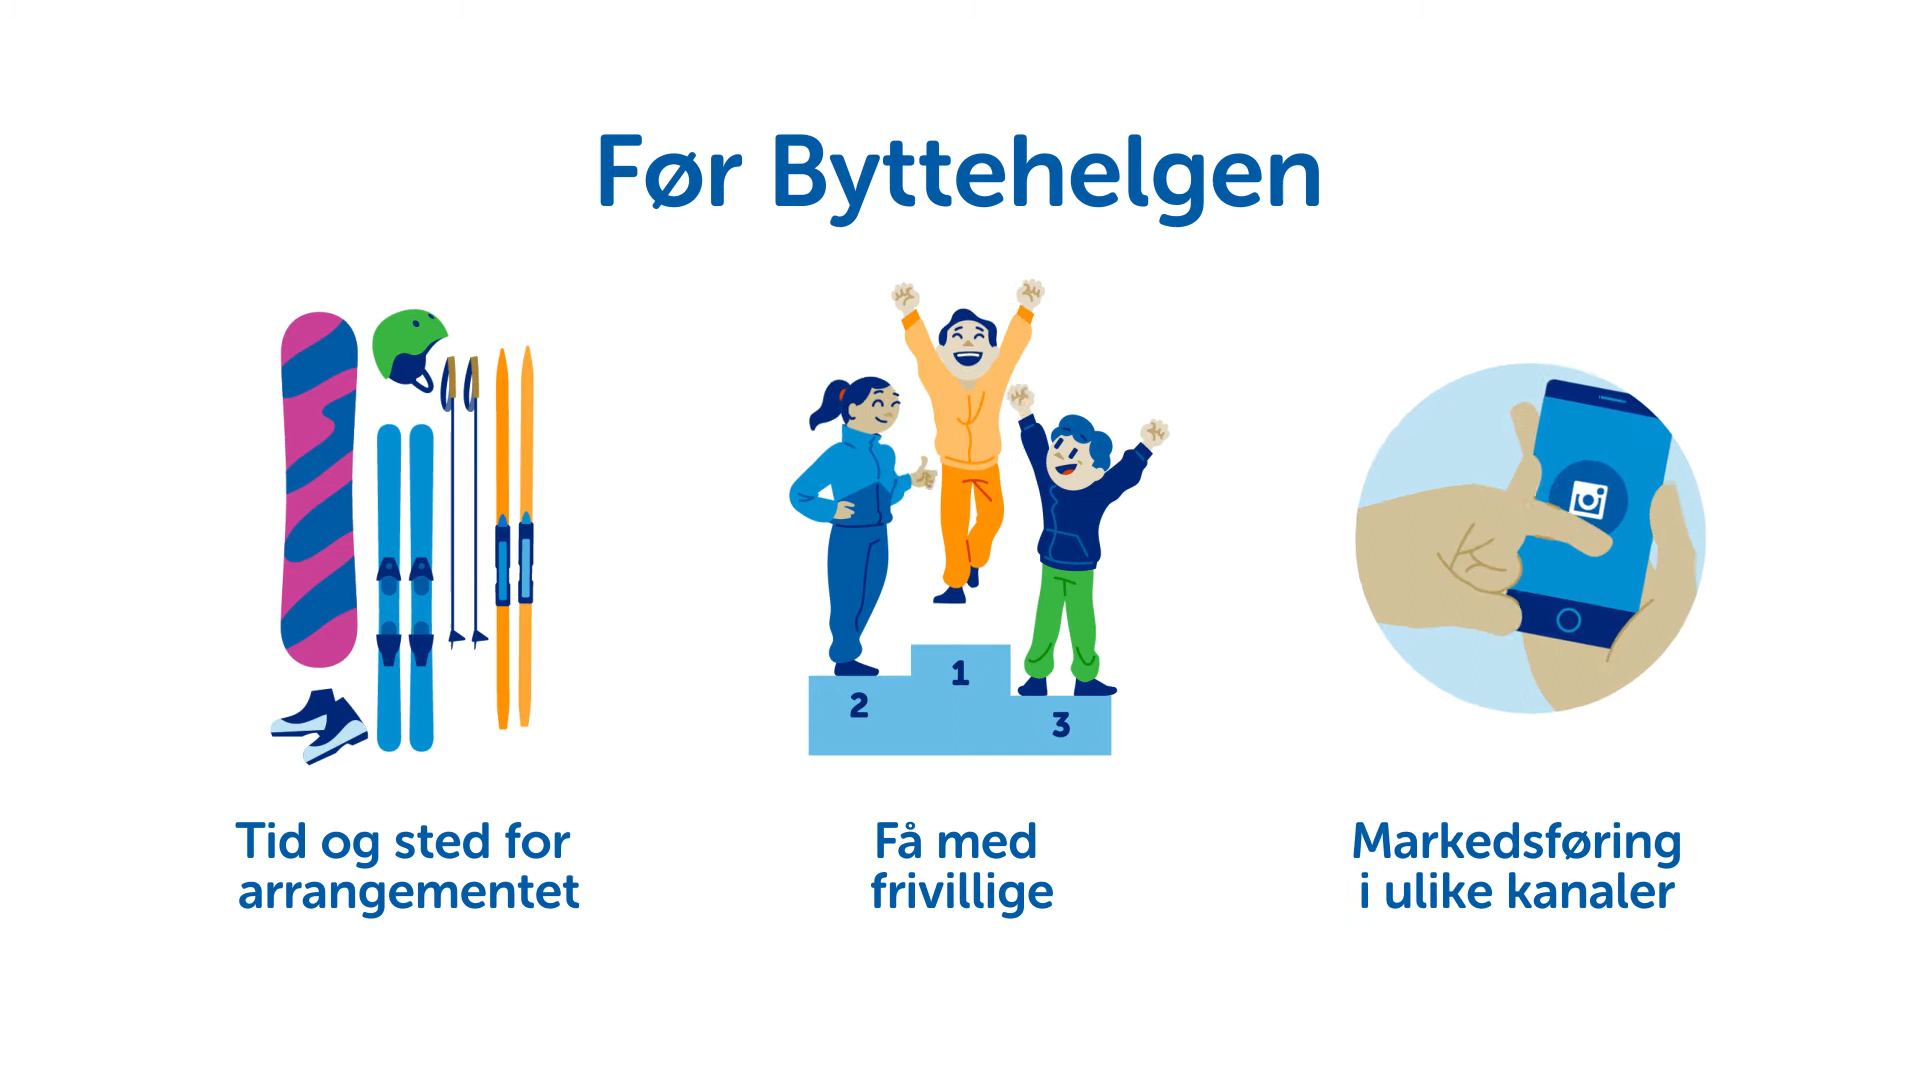 Før Byttehelgen
1
2
3
Tid og sted for
arrangementet
Få med
frivillige
Markedsføring
i ulike kanaler